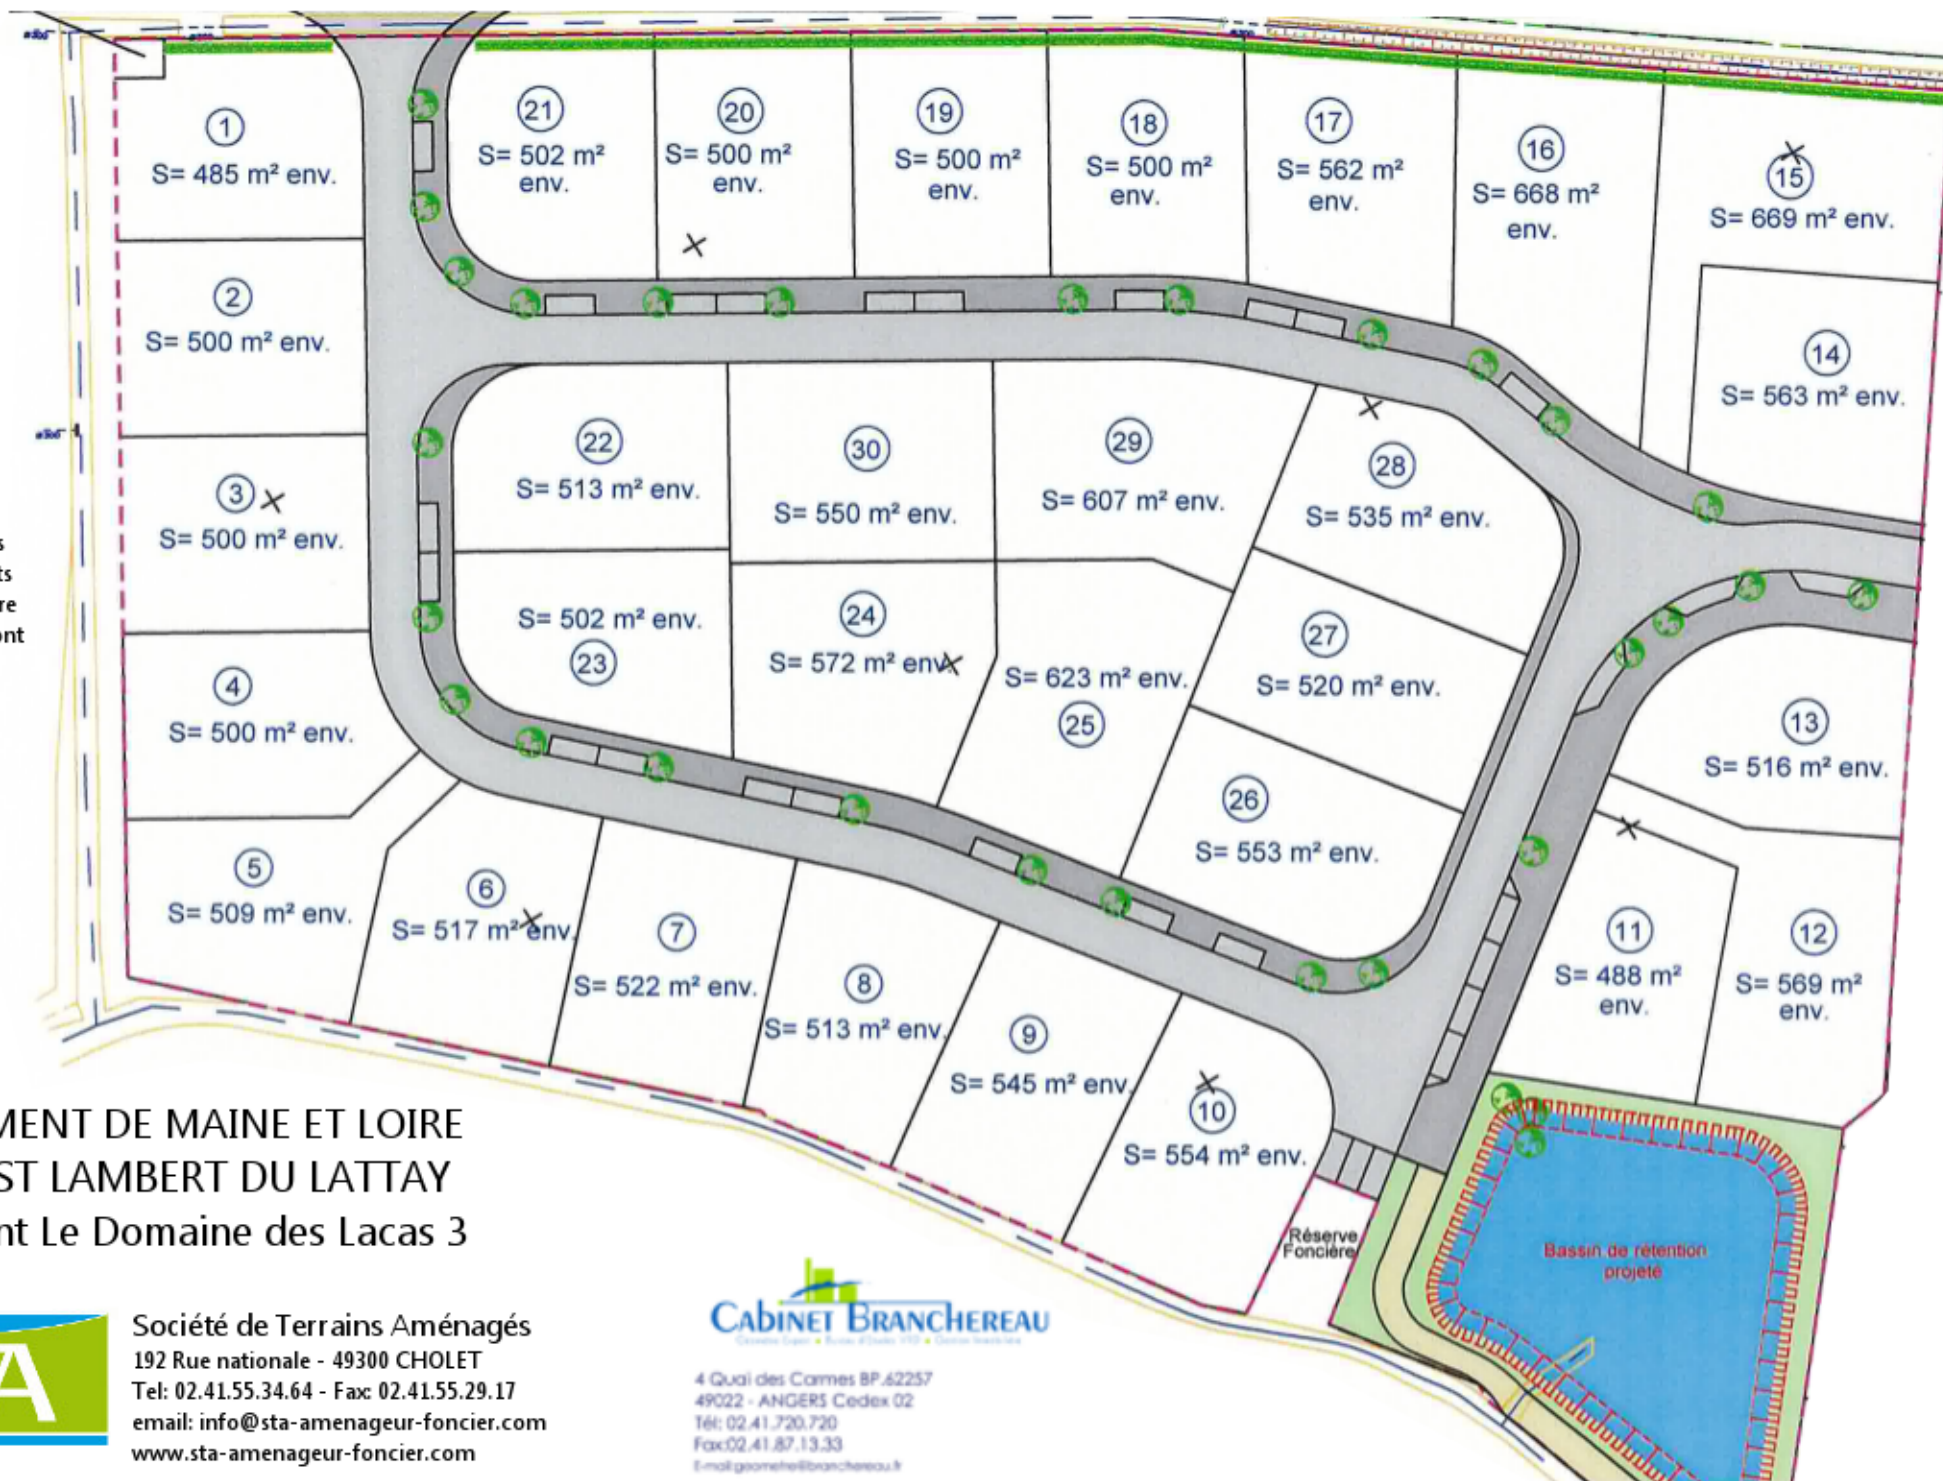 1
S= 485 m² env.
21
S= 502 m²
env.
20
S= 500 m²
env.
19
S= 500 m²
env.
18
S= 500 m²
env.
17
S= 562 m²
env.
16
S= 668 m²
env.
15
S= 669 m² env.
14
S= 563 m² env.
2
S= 500 m² env.
3
S= 500 m² env.
22
S= 513 m² env.
30
S= 550 m² env.
29
S= 607 m² env.
28
S= 535 m² env.
S= 502 m² env.
23
24
S= 572 m² env.
S= 623 m² env.
25
27
S= 520 m² env.
26
S= 553 m² env.
13
S= 516 m² env.
4
S= 500 m² env.
5
S= 509 m² env.
6
S= 517 m² env.
7
S= 522 m² env.
8
S= 513 m² env.
9
S= 545 m² env.
10
S= 554 m² env.
11
S= 488 m²
env.
12
S= 569 m²
env.
Réserve
Foncière
Bassin de rétention
projeté
s
ts
re
ont
MENT DE MAINE ET LOIRE
ST LAMBERT DU LATTAY
nt Le Domaine des Lacas 3
A
Société de Terrains Aménagés
192 Rue nationale - 49300 CHOLET
Tel: 02.41.55.34.64 - Fax: 02.41.55.29.17
email: info@sta-amenageur-foncier.com
www.sta-amenageur-foncier.com
CABINET BRANCHEREAU
4 Quai des Carmes BP.62257
49022 - ANGERS Cedex 02
Tél: 02.41.720.720
Fax:02.41.87.13.33
E-mail:geometre@branchereau.fr